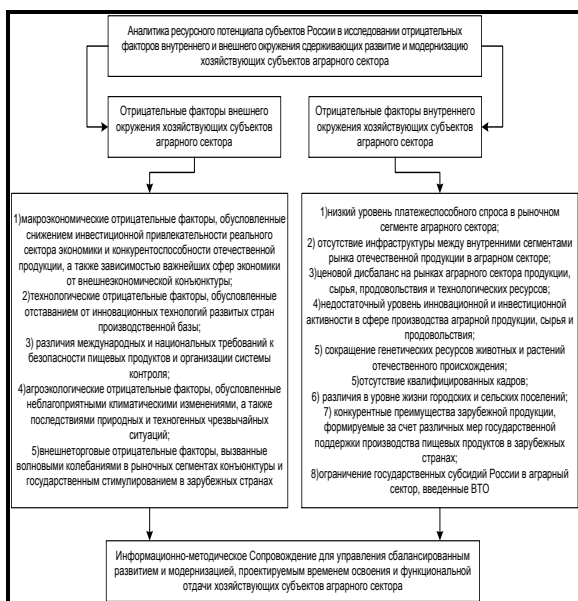 Аналитика ресурсного потенциала субъектов России в исследовании отрицательных
факторов внутреннего и внешнего окружения сдерживающих развитие и модернизацию
хозяйствующих субъектов аграрного сектора
Отрицательные факторы внешнего
окружения хозяйствующих субъектов
аграрного сектора
Отрицательные факторы внутреннего
окружения хозяйствующих субъектов
аграрного сектора
1)макроэкономические отрицательные факторы, обусловленные
снижением инвестиционной привлекательности реального
сектора экономики и конкурентоспособности отечественной
продукции, а также зависимостью важнейших сфер экономики
от внешнеэкономической конъюнктуры;
2)технологические отрицательные факторы, обусловленные
отставанием от инновационных технологий развитых стран
производственной базы;
3) различия международных и национальных требований к
безопасности пищевых продуктов и организации системы
контроля;
4)агроэкологические отрицательные факторы, обусловленные
неблагоприятными климатическими изменениями, а также
последствиями природных и техногенных чрезвычайных
ситуаций;
5)внешнеторговые отрицательные факторы, вызванные
волновыми колебаниями в рыночных сегментах конъюнктуры и
государственным стимулированием в зарубежных странах
1)низкий уровень платежеспособного спроса в рыночном
сегменте аграрного сектора;
2) отсутствие инфраструктуры между внутренними сегментами
рынка отечественной продукции в аграрном секторе;
3)ценовой дисбаланс на рынках аграрного сектора продукции,
сырья, продовольствия и технологических ресурсов;
4)недостаточный уровень инновационной и инвестиционной
активности в сфере производства аграрной продукции, сырья и
продовольствия;
5) сокращение генетических ресурсов животных и растений
отечественного происхождения;
5)отсутствие квалифицированных кадров;
6) различия в уровне жизни городских и сельских поселений;
7) конкурентные преимущества зарубежной продукции,
формируемые за счет различных мер государственной
поддержки производства пищевых продуктов в зарубежных
странах;
8)ограничение государственных субсидий России в аграрный
сектор, введенные ВТО
Информационно-методическое Сопровождение для управления сбалансированным
развитием и модернизацией, проектируемым временем освоения и функциональной
отдачи хозяйствующих субъектов аграрного сектора